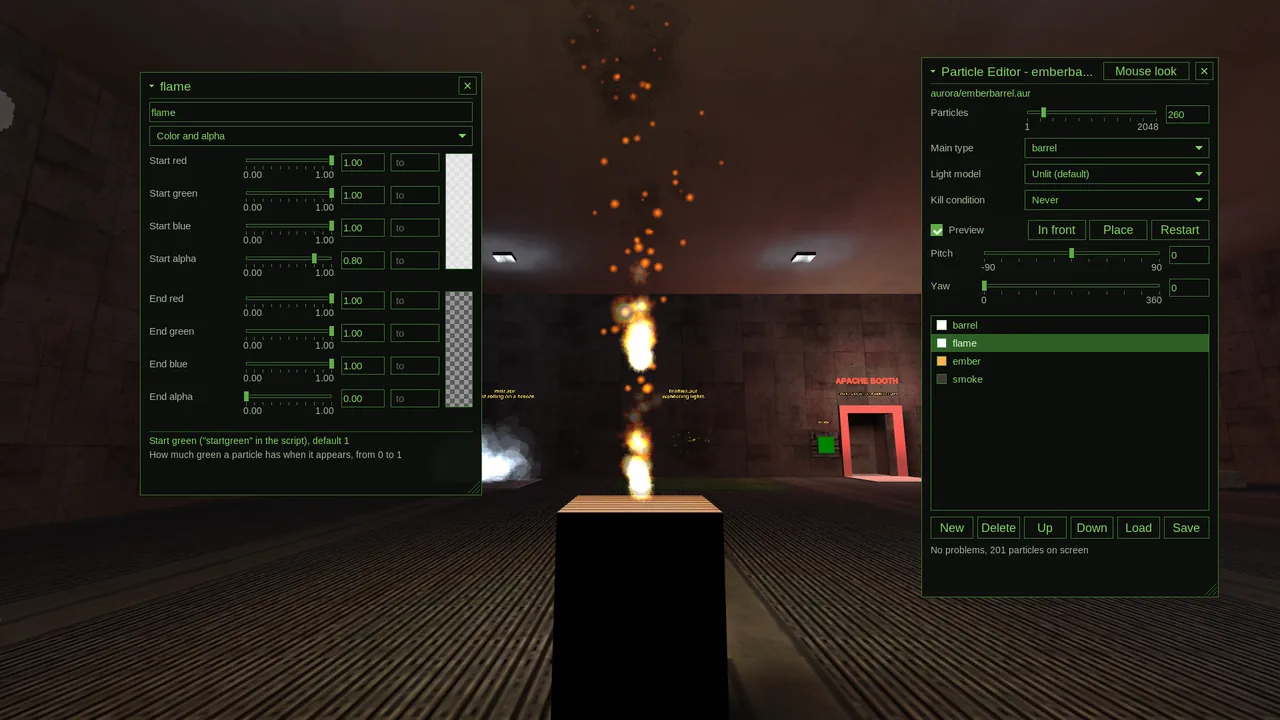 flame
flame
Color and alpha
Start red
1.00
to
0.00
1.00
Start green
1.00
to
0.00
1.00
Start blue
1.00
to
0.00
1.00
Start alpha
0.80
to
0.00
1.00
End red
1.00
to
0.00
1.00
End green
1.00
to
0.00
1.00
End blue
1.00
to
0.00
1.00
End alpha
0.00
to
0.00
1.00
Start green ("startgreen" in the script), default 1
How much green a particle has when it appears, from 0 to 1
rolling on a breeze
fireflies.aur
wandering lights
APACHE BOOTH
Particle Editor - emberba...
Mouse look
aurora/emberbarrel.aur
Particles
260
1
2048
Main type
barrel
Light model
Unlit (default)
Kill condition
Never
Preview
In front
Place
Restart
Pitch
0
-90
90
Yaw
0
0
360
barrel
flame
ember
smoke
New
Delete
Up
Down
Load
Save
No problems, 201 particles on screen